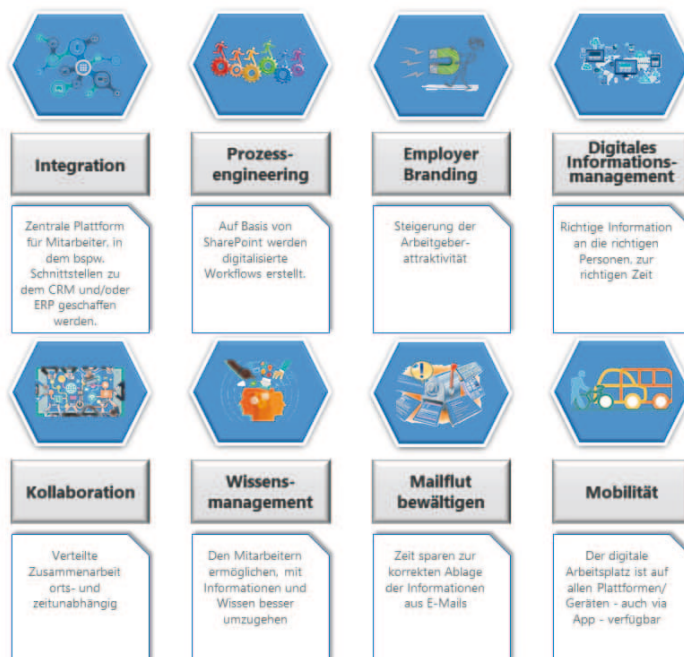 Integration
Zentrale Plattform
für Mitarbeiter, in
dem bspw.
Schnittstellen zu
dem CRM und/oder
ERP geschaffen
werden.
Prozess-
engineering
Auf Basis von
SharePoint werden
digitalisierte
Workflows erstellt.
Employer
Branding
Steigerung der
Arbeitgeber-
attraktivität
Digitales
Informations-
management
Richtige Information
an die richtigen
Personen, zur
richtigen Zeit
Kollaboration
Verteilte
Zusammenarbeit
orts- und
zeitunabhängig
Wissens-
management
Den Mitarbeitern
ermöglichen, mit
Informationen und
Wissen besser
umzugehen
Mailflut
bewältigen
Zeit sparen zur
korrekten Ablage
der Informationen
aus E-Mails
Mobilität
Der digitale
Arbeitsplatz ist auf
allen Plattformen/
Geräten - auch via
App - verfügbar